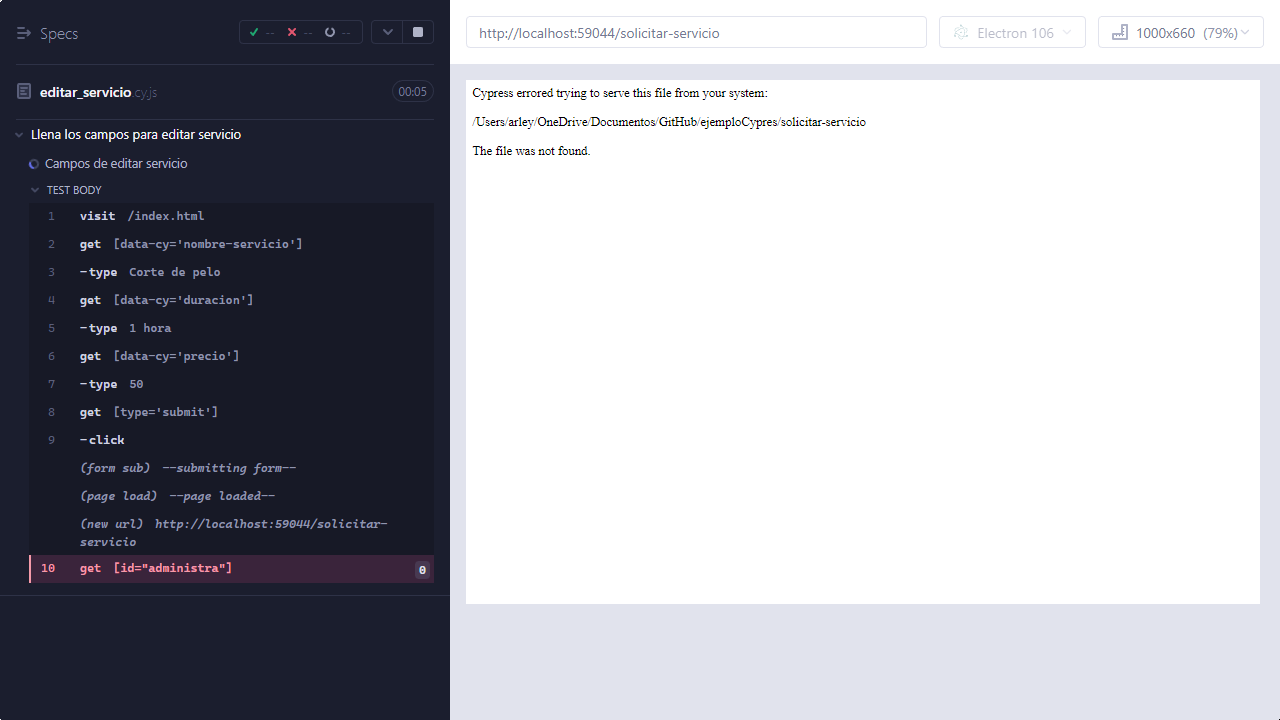 Specs
-- -- --
editar_servicio.cy.js 00:05
Llena los campos para editar servicio
Campos de editar servicio
TEST BODY
1 visit /index.html
2 get [data-cy='nombre-servicio']
3 -type Corte de pelo
4 get [data-cy='duracion']
5 -type 1 hora
6 get [data-cy='precio']
7 -type 50
8 get [type='submit']
9 -click
(form sub) --submitting form--
(page load) --page loaded--
(new url) http://localhost:59044/solicitar-
servicio
10 get [id="administra"] 0
http://localhost:59044/solicitar-servicio
Electron 106
1000x660 (79%)
Cypress errored trying to serve this file from your system:
/Users/arley/OneDrive/Documentos/GitHub/ejemploCypres/solicitar-servicio
The file was not found.